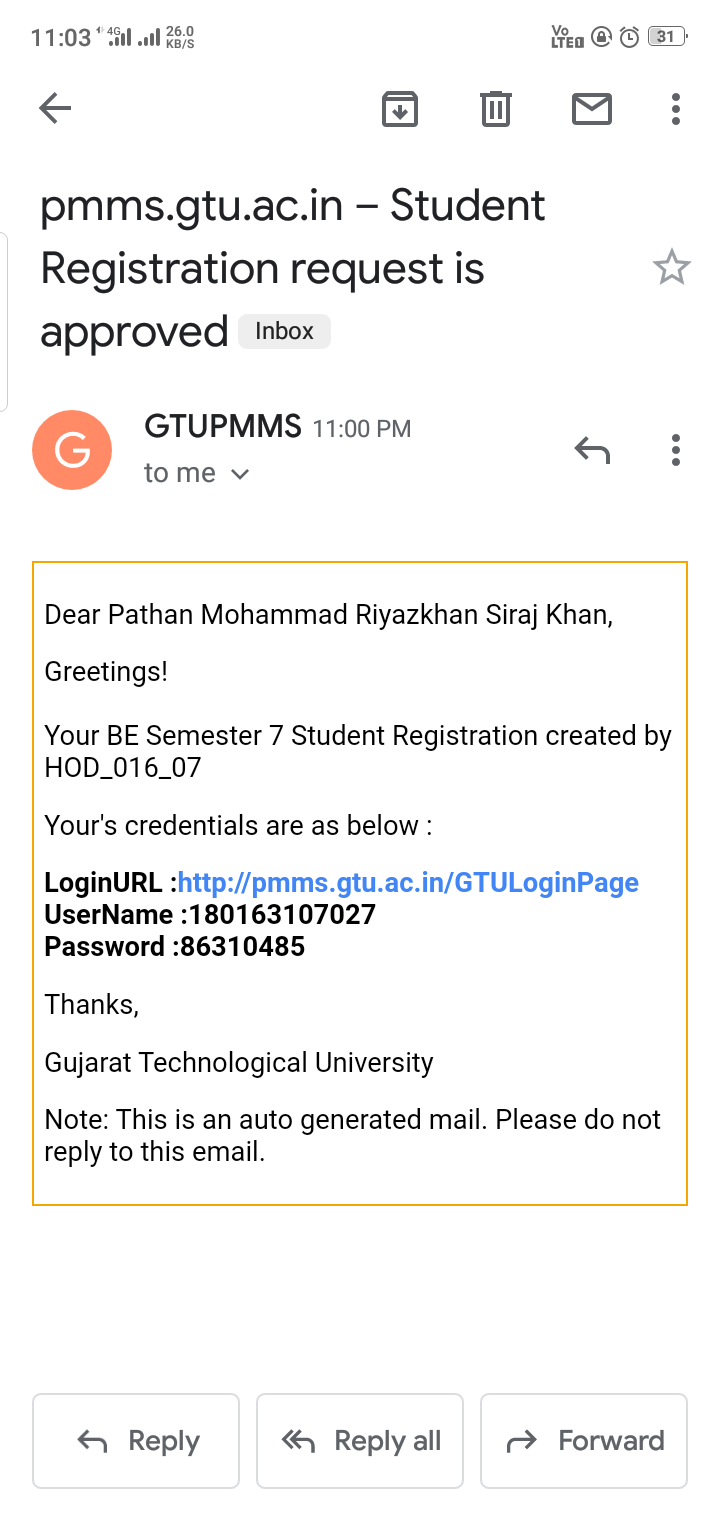 11:03 4G 26.0 KB/S Vo LTE 1 31
pmms.gtu.ac.in – Student
Registration request is
approved Inbox
G
GTUPMMS 11:00 PM
to me
Dear Pathan Mohammad Riyazkhan Siraj Khan,
Greetings!
Your BE Semester 7 Student Registration created by
HOD_016_07
Your's credentials are as below :
LoginURL :http://pmms.gtu.ac.in/GTULoginPage
UserName :180163107027
Password :86310485
Thanks,
Gujarat Technological University
Note: This is an auto generated mail. Please do not
reply to this email.
Reply Reply all Forward